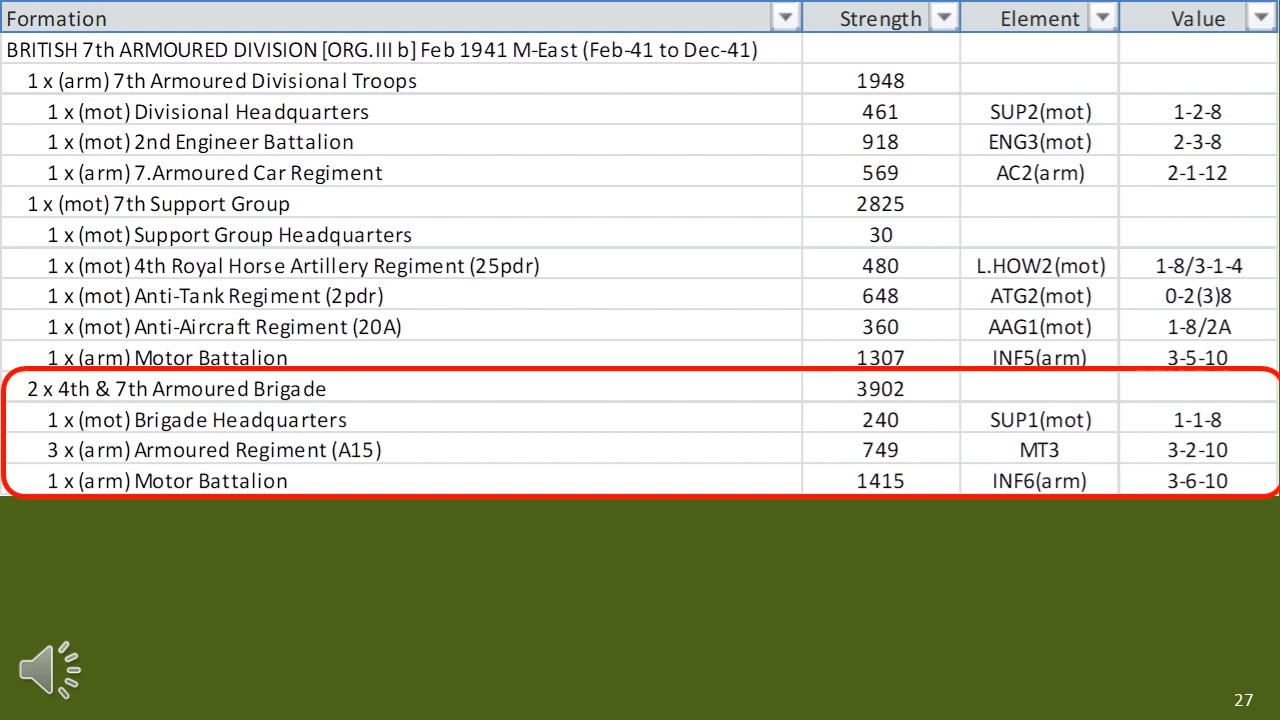 Formation Strength Element Value
BRITISH 7th ARMOURED DIVISION [ORG.III b] Feb 1941 M-East (Feb-41 to Dec-41)
1 x (arm) 7th Armoured Divisional Troops 1948
1 x (mot) Divisional Headquarters 461 SUP2(mot) 1-2-8
1 x (mot) 2nd Engineer Battalion 918 ENG3(mot) 2-3-8
1 x (arm) 7.Armoured Car Regiment 569 AC2(arm) 2-1-12
1 x (mot) 7th Support Group 2825
1 x (mot) Support Group Headquarters 30
1 x (mot) 4th Royal Horse Artillery Regiment (25pdr) 480 L.HOW2(mot) 1-8/3-1-4
1 x (mot) Anti-Tank Regiment (2pdr) 648 ATG2(mot) 0-2(3)8
1 x (mot) Anti-Aircraft Regiment (20A) 360 AAG1(mot) 1-8/2A
1 x (arm) Motor Battalion 1307 INF5(arm) 3-5-10
2 x 4th & 7th Armoured Brigade 3902
1 x (mot) Brigade Headquarters 240 SUP1(mot) 1-1-8
3 x (arm) Armoured Regiment (A15) 749 MT3 3-2-10
1 x (arm) Motor Battalion 1415 INF6(arm) 3-6-10
27